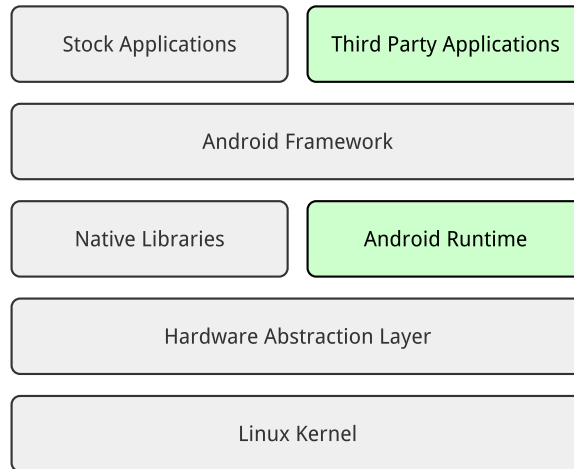 Stock Applications
Third Party Applications
Android Framework
Native Libraries
Android Runtime
Hardware Abstraction Layer
Linux Kernel